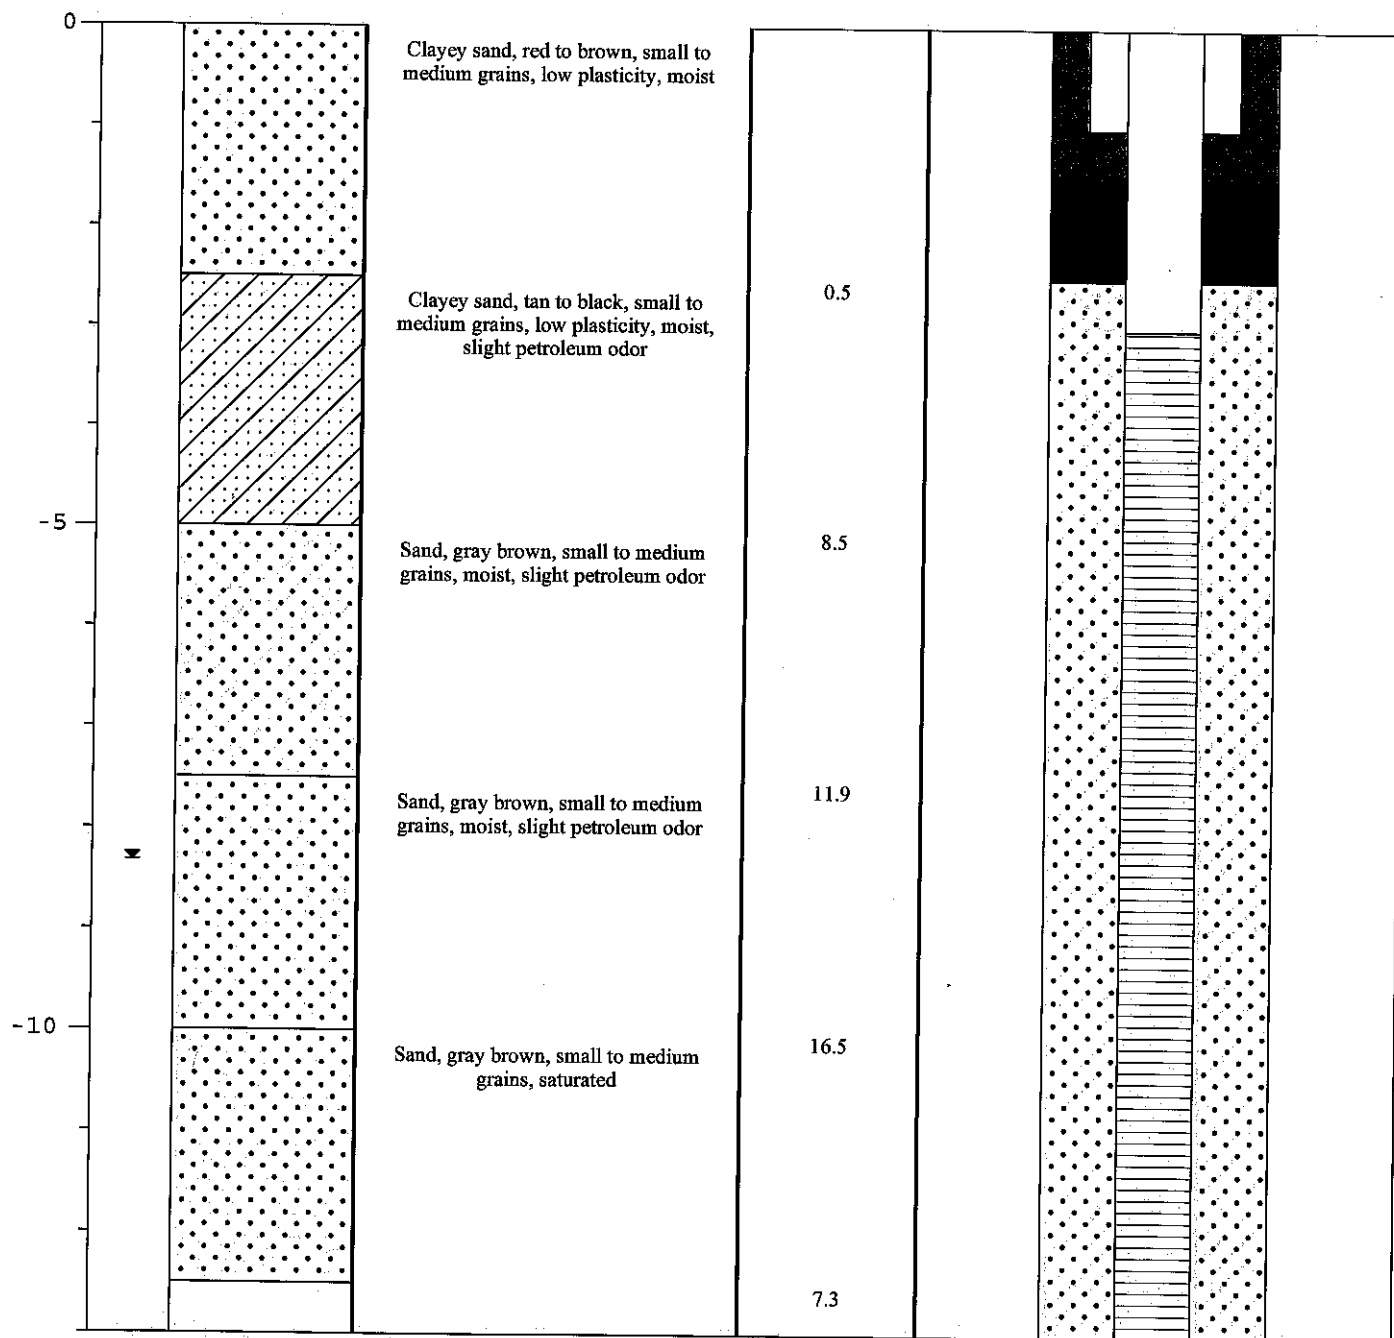 0
Clayey sand, red to brown, small to
medium grains, low plasticity, moist
Clayey sand, tan to black, small to
medium grains, low plasticity, moist,
slight petroleum odor
0.5
-5
Sand, gray brown, small to medium
grains, moist, slight petroleum odor
8.5
Sand, gray brown, small to medium
grains, moist, slight petroleum odor
11.9
-10
Sand, gray brown, small to medium
grains, saturated
16.5
7.3